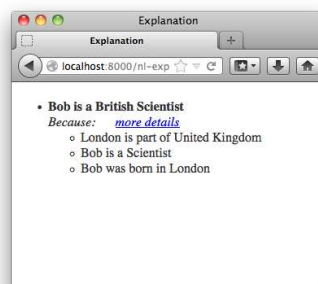 Explanation
Explanation
localhost:8000/nl-exp
Bob is a British Scientist
Because: more details
London is part of United Kingdom
Bob is a Scientist
Bob was born in London